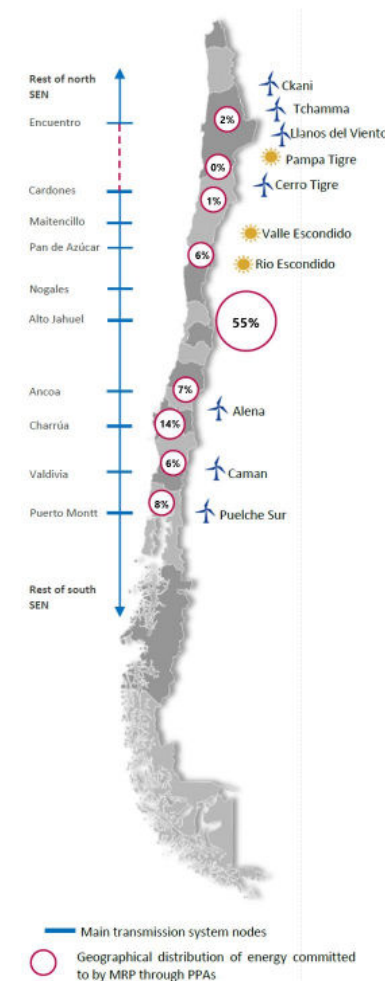 Rest of north
SEN
Ckani
Tchamma
Encuentro
2%
Llanos del Viento
Pampa Tigre
0%
Cerro Tigre
Cardones
1%
Maitencillo
Valle Escondido
Pan de Azúcar
6%
Rio Escondido
Nogales
Alto Jahuel
55%
Ancoa
7%
Alena
Charrúa
14%
Valdivia
6%
Caman
Puerto Montt
8%
Puelche Sur
Rest of south
SEN
Main transmission system nodes
Geographical distribution of energy committed
to by MRP through PPAs